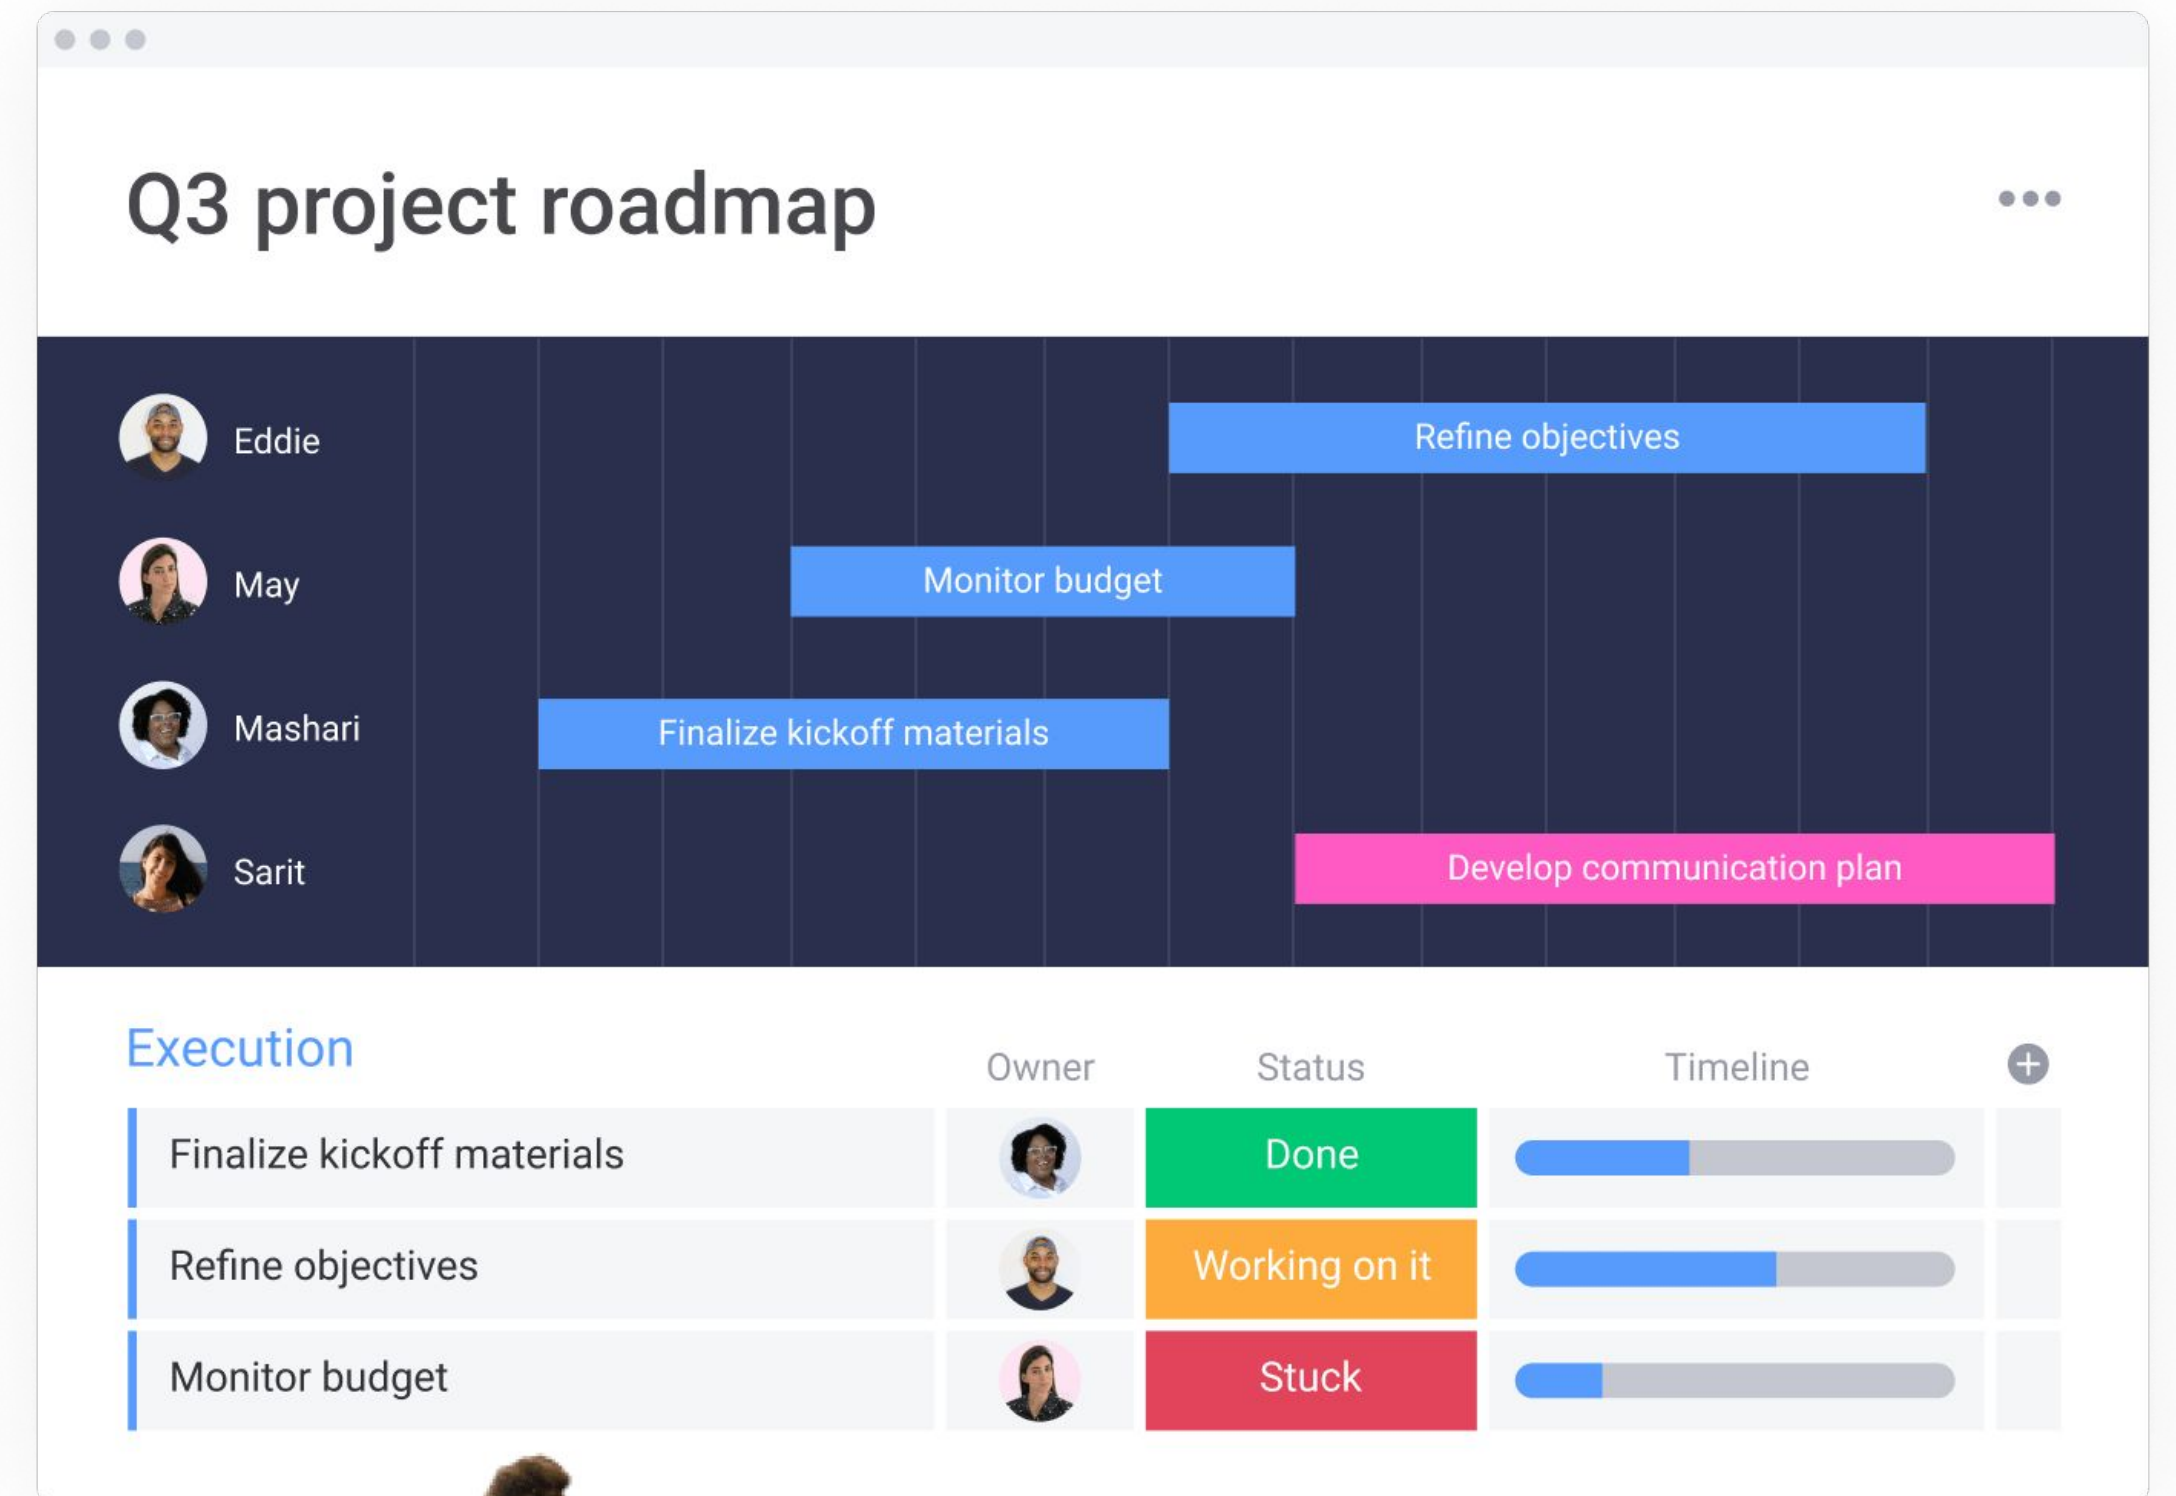 Q3 project roadmap
Eddie
Refine objectives
May
Monitor budget
Mashari
Finalize kickoff materials
Sarit
Develop communication plan
Execution
Owner
Status
Timeline
Finalize kickoff materials
Done
Refine objectives
Working on it
Monitor budget
Stuck